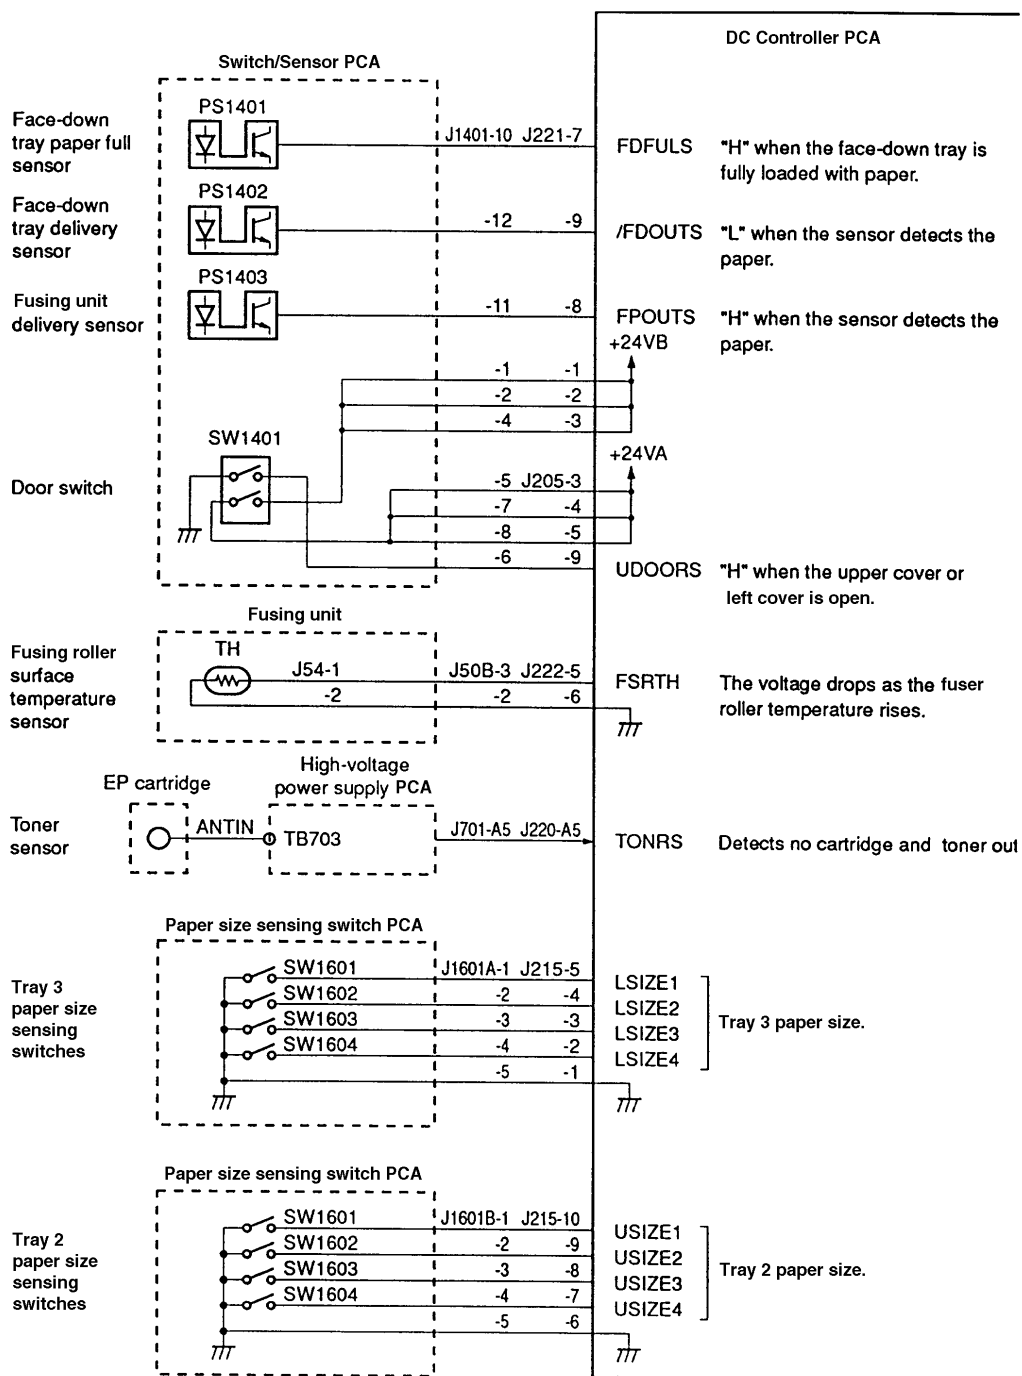 DC Controller PCA
Switch/Sensor PCA
Face-down
tray paper full
sensor
PS1401
J1401-10 J221-7
FDFULS
"H" when the face-down tray is
fully loaded with paper.
Face-down
tray delivery
sensor
PS1402
-12 -9
/FDOUTS
"L" when the sensor detects the
paper.
Fusing unit
delivery sensor
PS1403
-11 -8
FPOUTS
"H" when the sensor detects the
paper.
+24VB
-1 -1
-2 -2
-4 -3
Door switch
SW1401
+24VA
-5 J205-3
-7 -4
-8 -5
-6 -9
UDOORS
"H" when the upper cover or
left cover is open.
Fusing unit
Fusing roller
surface
temperature
sensor
TH
J54-1 J50B-3 J222-5
-2 -2 -6
FSRTH
The voltage drops as the fuser
roller temperature rises.
EP cartridge
High-voltage
power supply PCA
Toner
sensor
ANTIN
TB703
J701-A5 J220-A5
TONRS
Detects no cartridge and toner out
Paper size sensing switch PCA
Tray 3
paper size
sensing
switches
SW1601 J1601A-1 J215-5 LSIZE1
SW1602 -2 -4 LSIZE2
SW1603 -3 -3 LSIZE3
SW1604 -4 -2 LSIZE4
-5 -1
Tray 3 paper size.
Paper size sensing switch PCA
Tray 2
paper size
sensing
switches
SW1601 J1601B-1 J215-10 USIZE1
SW1602 -2 -9 USIZE2
SW1603 -3 -8 USIZE3
SW1604 -4 -7 USIZE4
-5 -6
Tray 2 paper size.